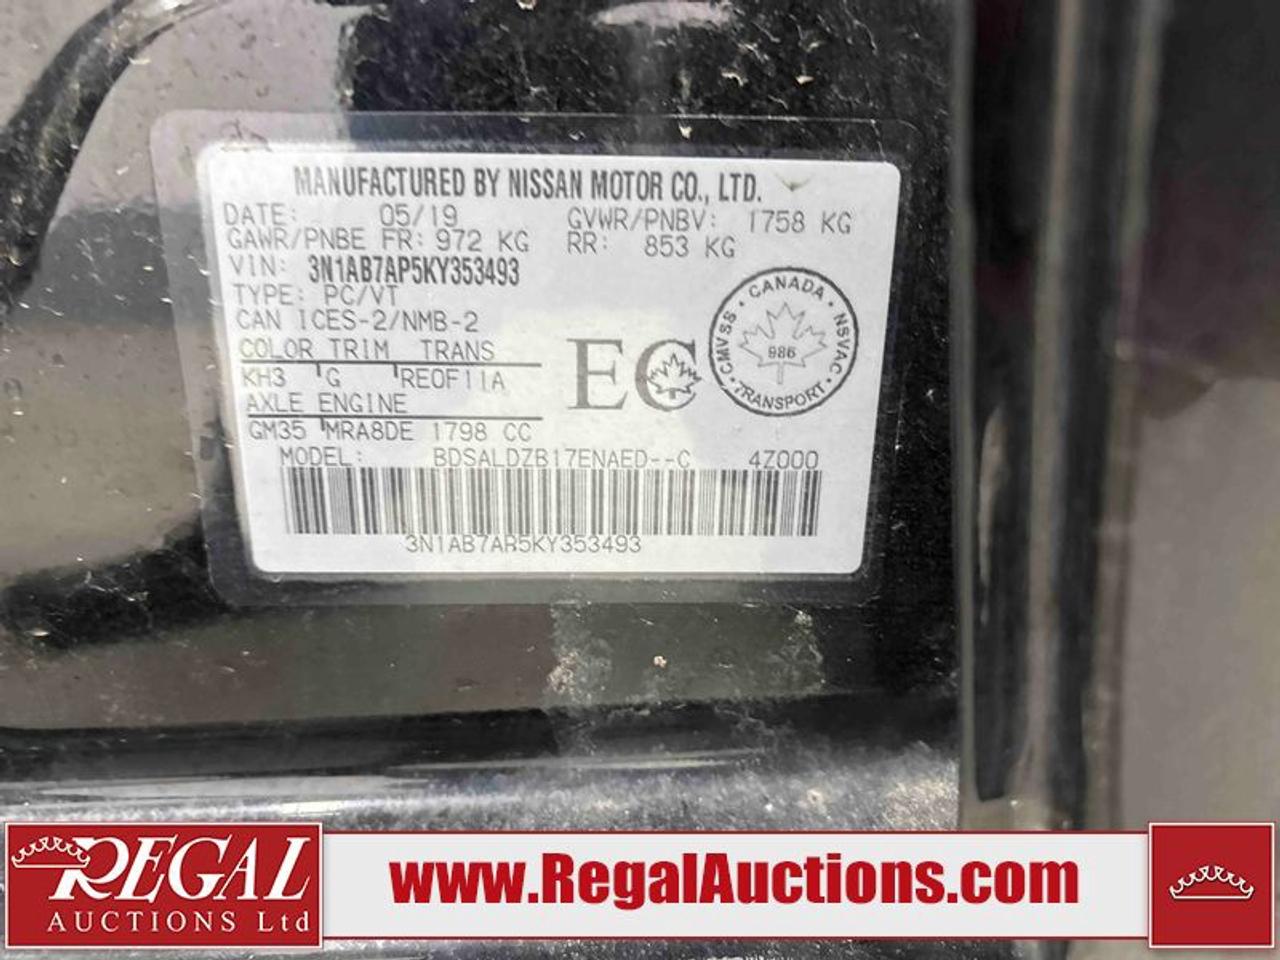 MANUFACTURED BY NISSAN MOTOR CO., LTD.
DATE: 05/19 GVWR/PNBV: 1758 KG
GAWR/PNBE FR: 972 KG RR: 853 KG
VIN: 3N1AB7AP5KY353493
TYPE: PC/VT
CAN ICES-2/NMB-2
COLOR TRIM TRANS
KH3 G RE0F11A
AXLE ENGINE
GM35 MRA8DE 1798 CC
MODEL: BDSALDZB17ENAED--C 4Z000
3N1AB7AP5KY353493
EC
CANADA
CMVSS NSVAC
986
TRANSPORT
REGAL
AUCTIONS Ltd
www.RegalAuctions.com